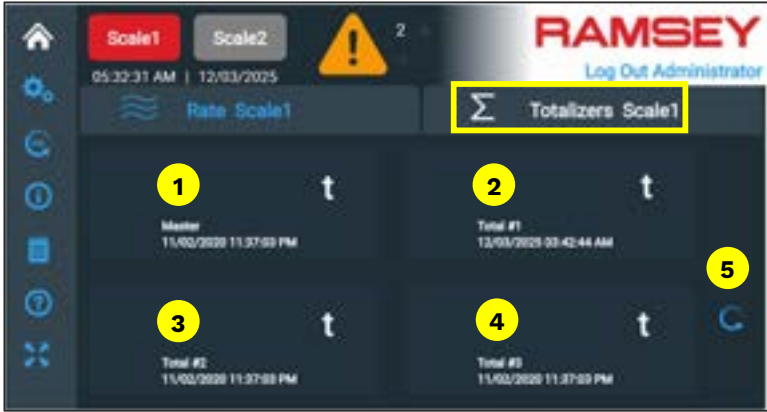 Scale1 Scale2 2 RAMSEY
05:32:31 AM | 12/03/2025 Log Out Administrator
Rate Scale1 Σ Totalizers Scale1
1 t 2 t
Master Total #1
11/02/2020 11:37:03 PM 12/03/2025 03:42:44 AM
5
3 t 4 t
Total #2 Total #3
11/02/2020 11:37:03 PM 11/02/2020 11:37:03 PM